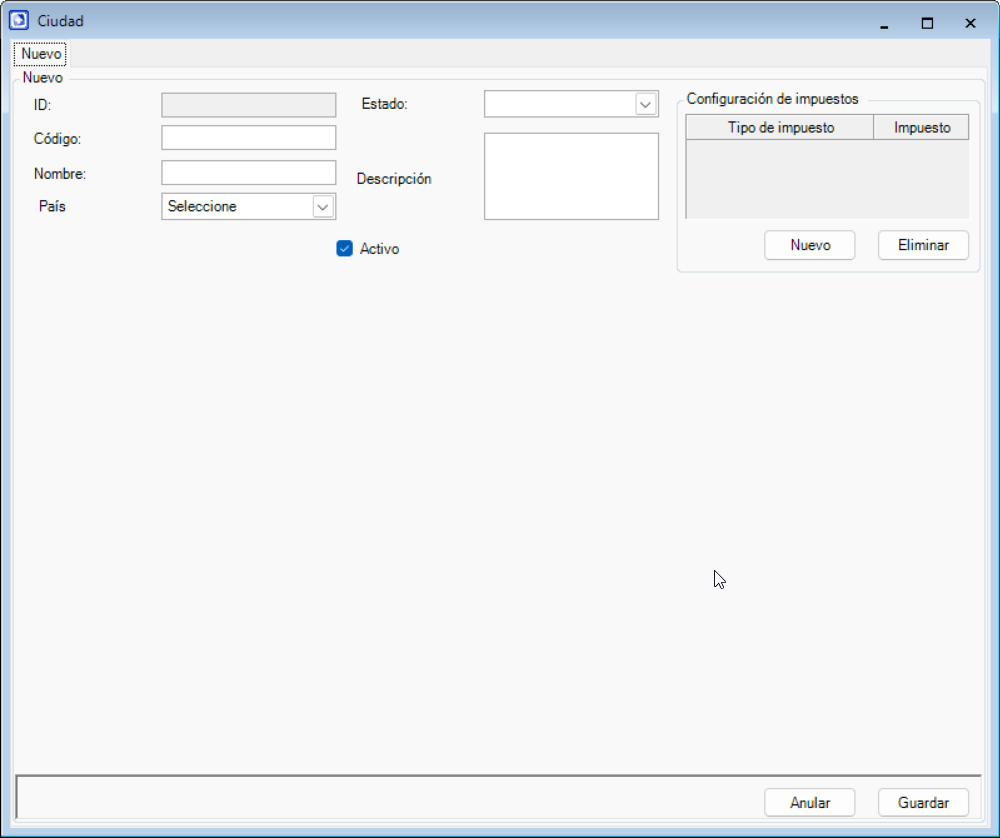 Ciudad
Nuevo
Nuevo
ID:
Estado:
Código:
Nombre:
Descripción
País
Seleccione
Activo
Configuración de impuestos
Tipo de impuesto
Impuesto
Nuevo
Eliminar
Anular
Guardar